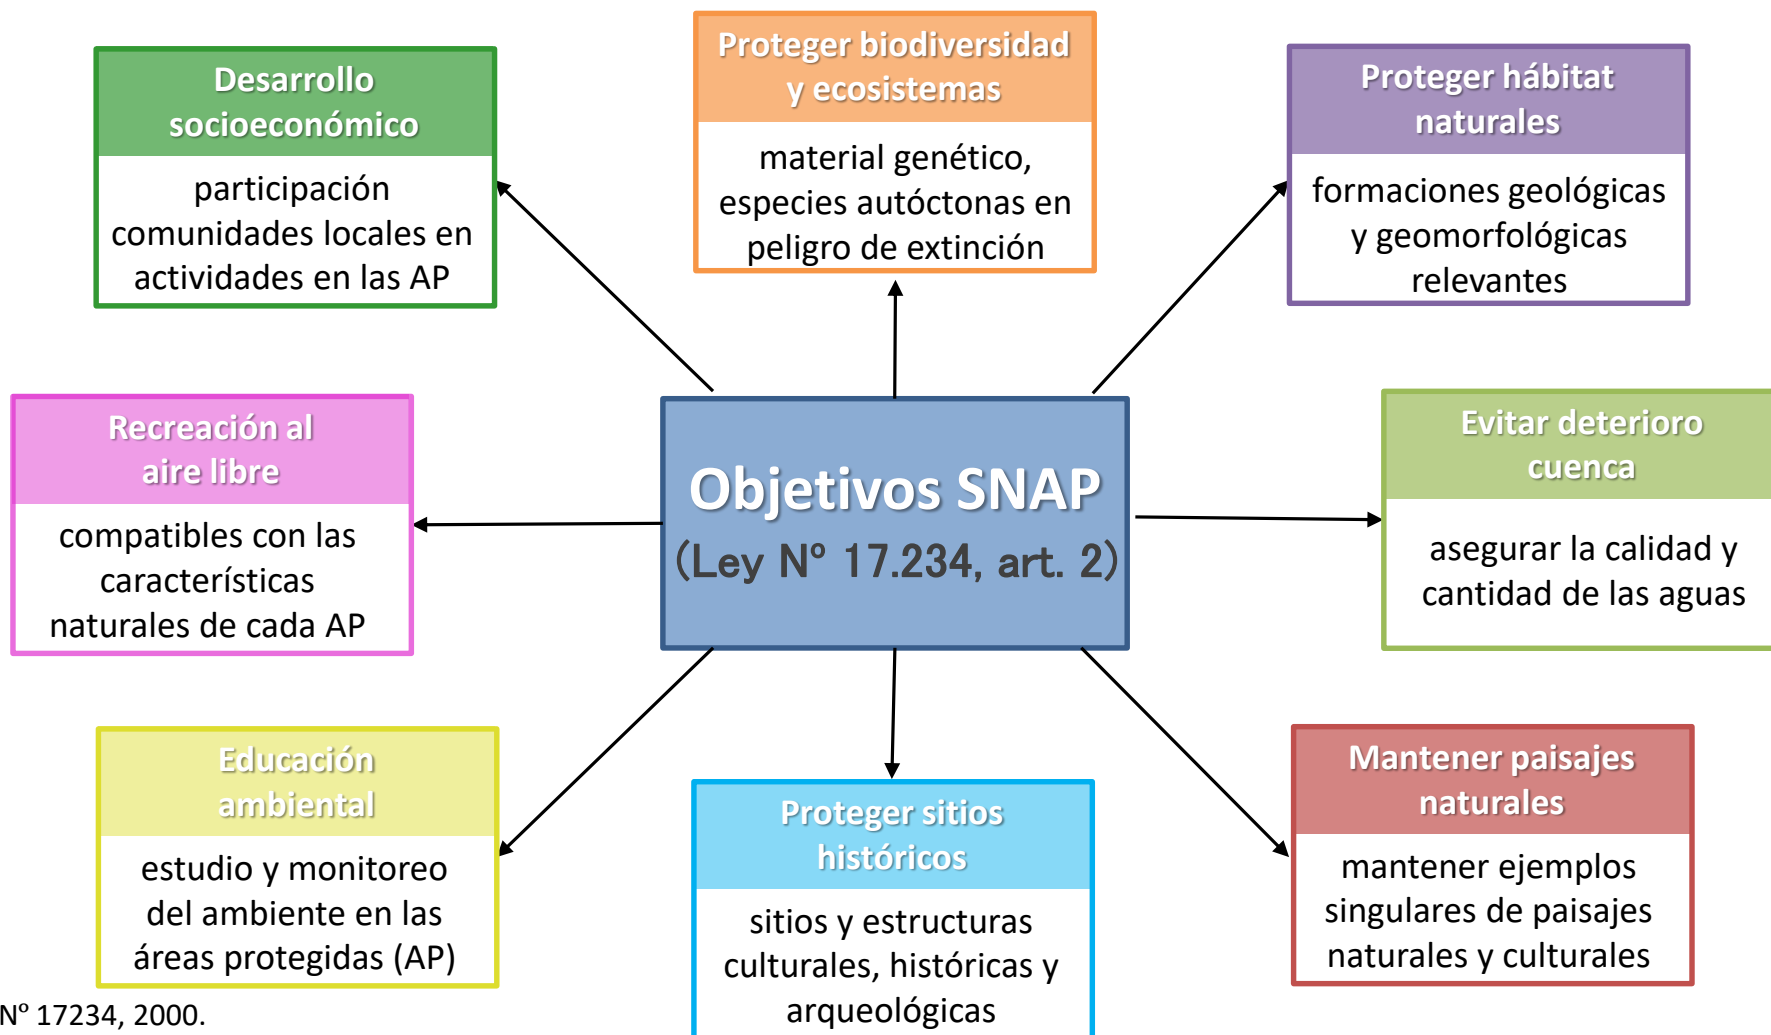 Proteger biodiversidad
y ecosistemas
material genético,
especies autóctonas en
peligro de extinción
Desarrollo
socioeconómico
participación
comunidades locales en
actividades en las AP
Proteger hábitat
naturales
formaciones geológicas
y geomorfológicas
relevantes
Recreación al
aire libre
compatibles con las
características
naturales de cada AP
Objetivos SNAP
(Ley Nº 17.234, art. 2)
Evitar deterioro
cuenca
asegurar la calidad y
cantidad de las aguas
Educación
ambiental
estudio y monitoreo
del ambiente en las
áreas protegidas (AP)
Proteger sitios
históricos
sitios y estructuras
culturales, históricas y
arqueológicas
Mantener paisajes
naturales
mantener ejemplos
singulares de paisajes
naturales y culturales
Nº 17234, 2000.